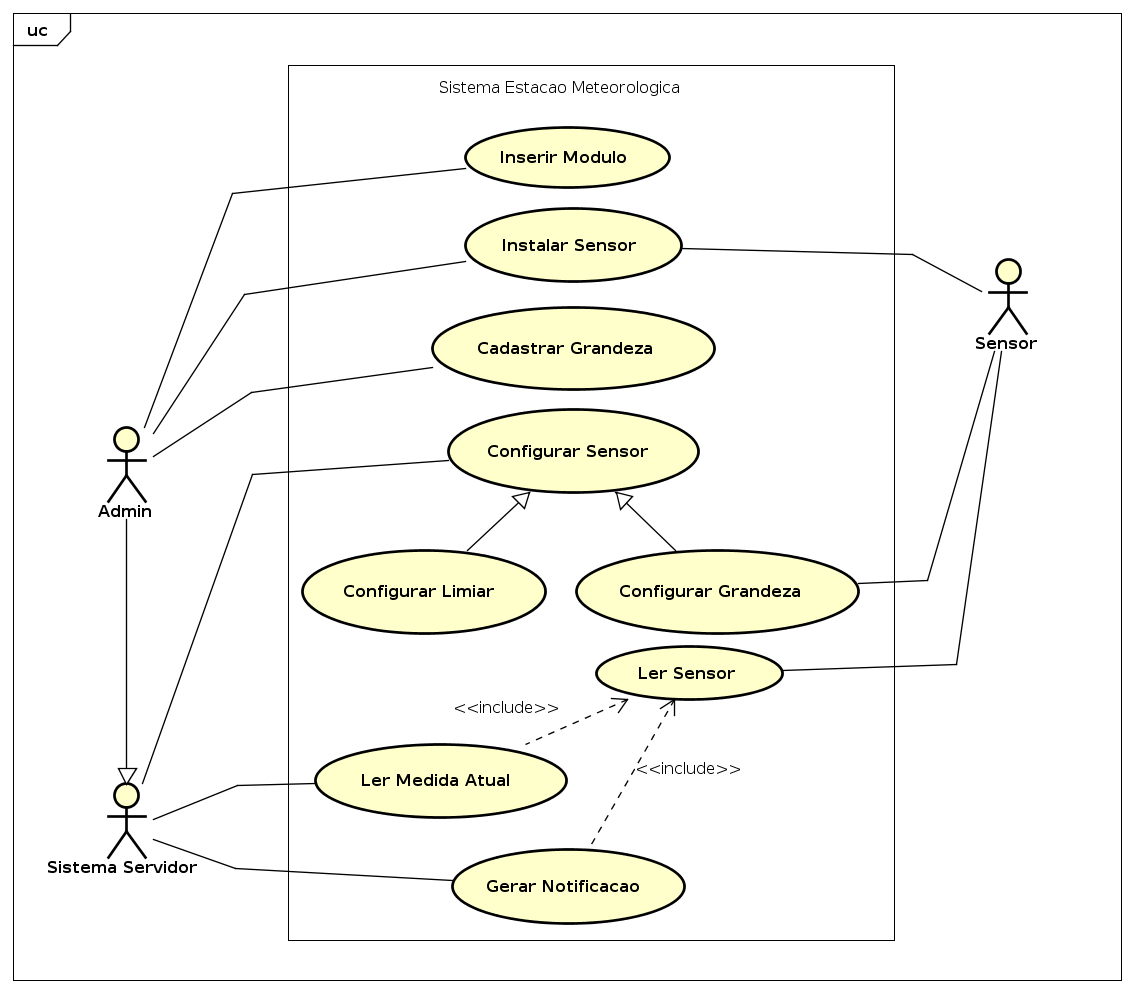 uc
Sistema Estacao Meteorologica
Inserir Modulo
Instalar Sensor
Sensor
Cadastrar Grandeza
Configurar Sensor
Admin
Configurar Limiar
Configurar Grandeza
Ler Sensor
<<include>>
<<include>>
Ler Medida Atual
Sistema Servidor
Gerar Notificacao